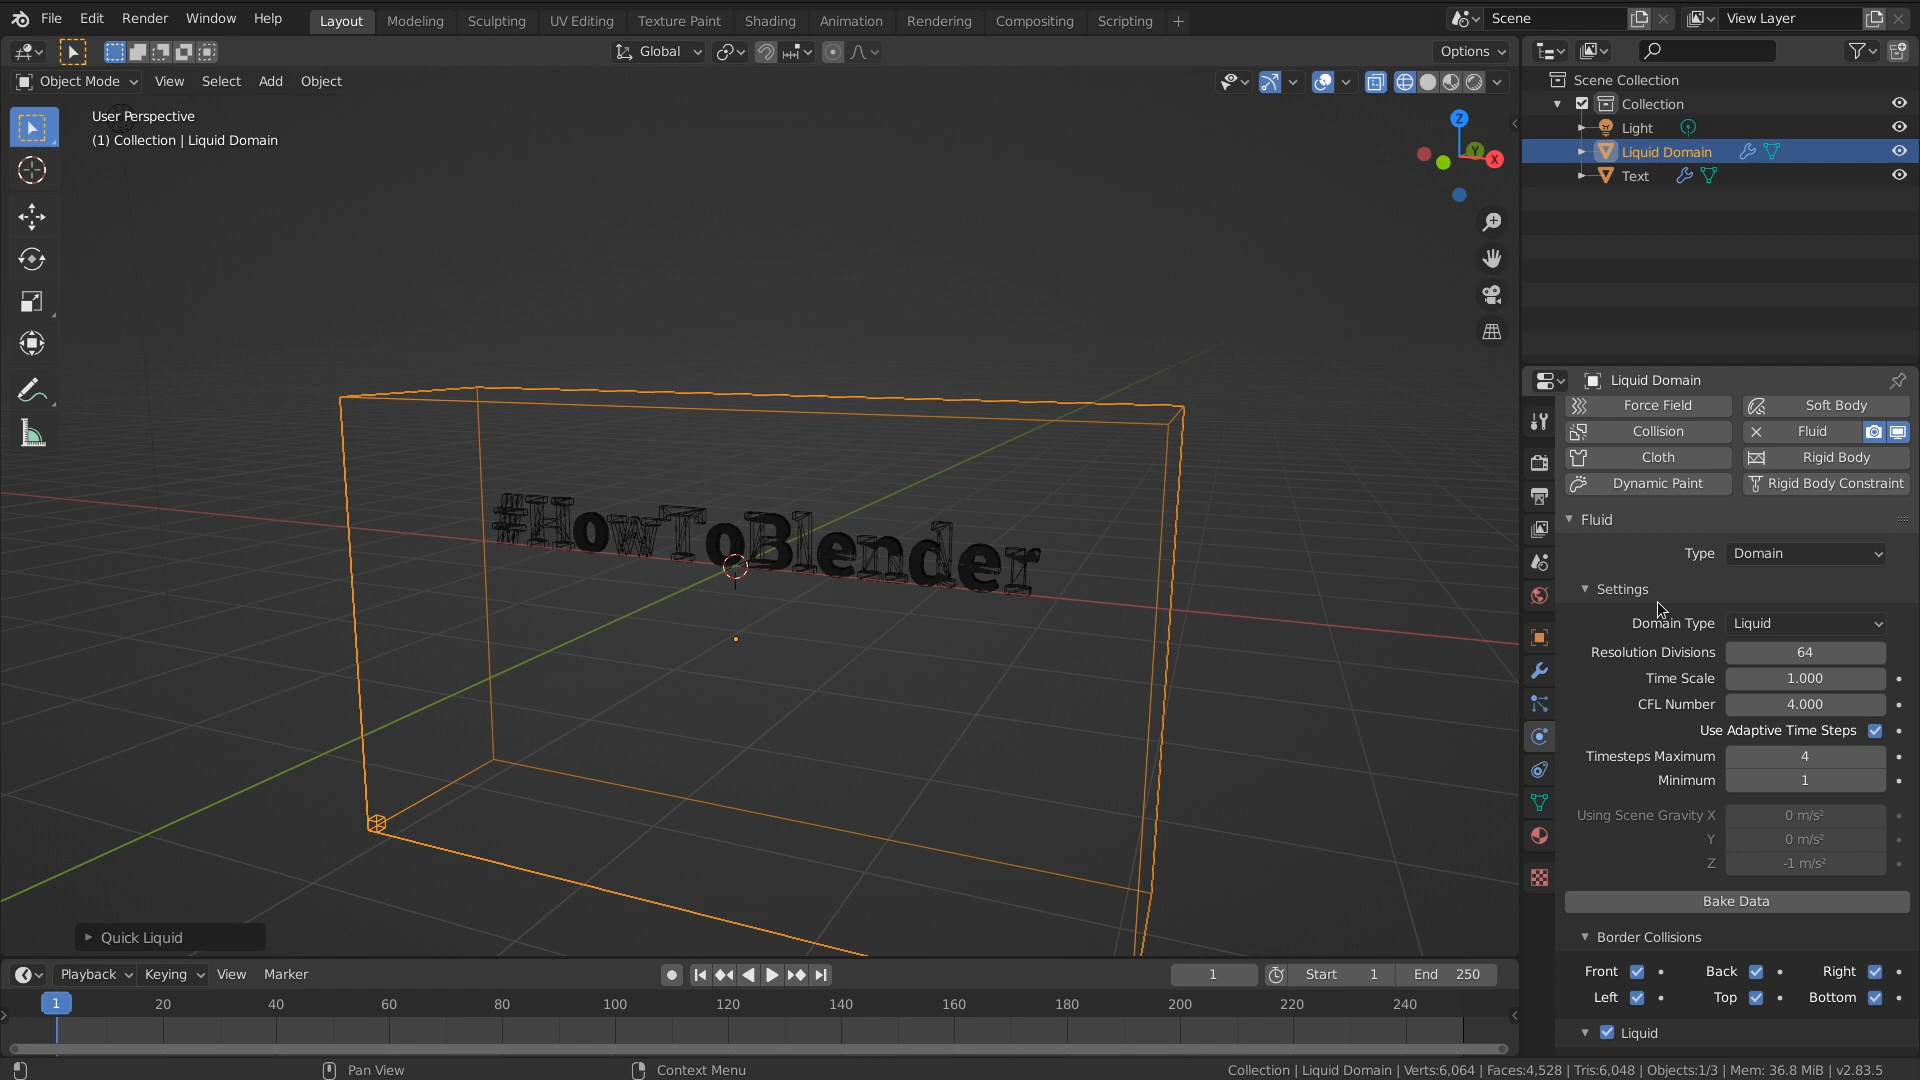 File Edit Render Window Help Layout Modeling Sculpting UV Editing Texture Paint Shading Animation Rendering Compositing Scripting + Scene View Layer
Global Options
Object Mode View Select Add Object
User Perspective
(1) Collection | Liquid Domain
Z
Y
X
#HowToBlender
Quick Liquid
Playback Keying View Marker 1 Start 1 End 250
1 20 40 60 80 100 120 140 160 180 200 220 240
Scene Collection
Collection
Light
Liquid Domain
Text
Liquid Domain
Force Field Soft Body
Collision Fluid
Cloth Rigid Body
Dynamic Paint Rigid Body Constraint
Fluid
Type Domain
Settings
Domain Type Liquid
Resolution Divisions 64
Time Scale 1.000
CFL Number 4.000
Use Adaptive Time Steps
Timesteps Maximum 4
Minimum 1
Using Scene Gravity X 0 m/s²
Y 0 m/s²
Z -1 m/s²
Bake Data
Border Collisions
Front Back Right
Left Top Bottom
Liquid
Pan View Context Menu Collection | Liquid Domain | Verts:6,064 | Faces:4,528 | Tris:6,048 | Objects:1/3 | Mem: 36.8 MiB | v2.83.5